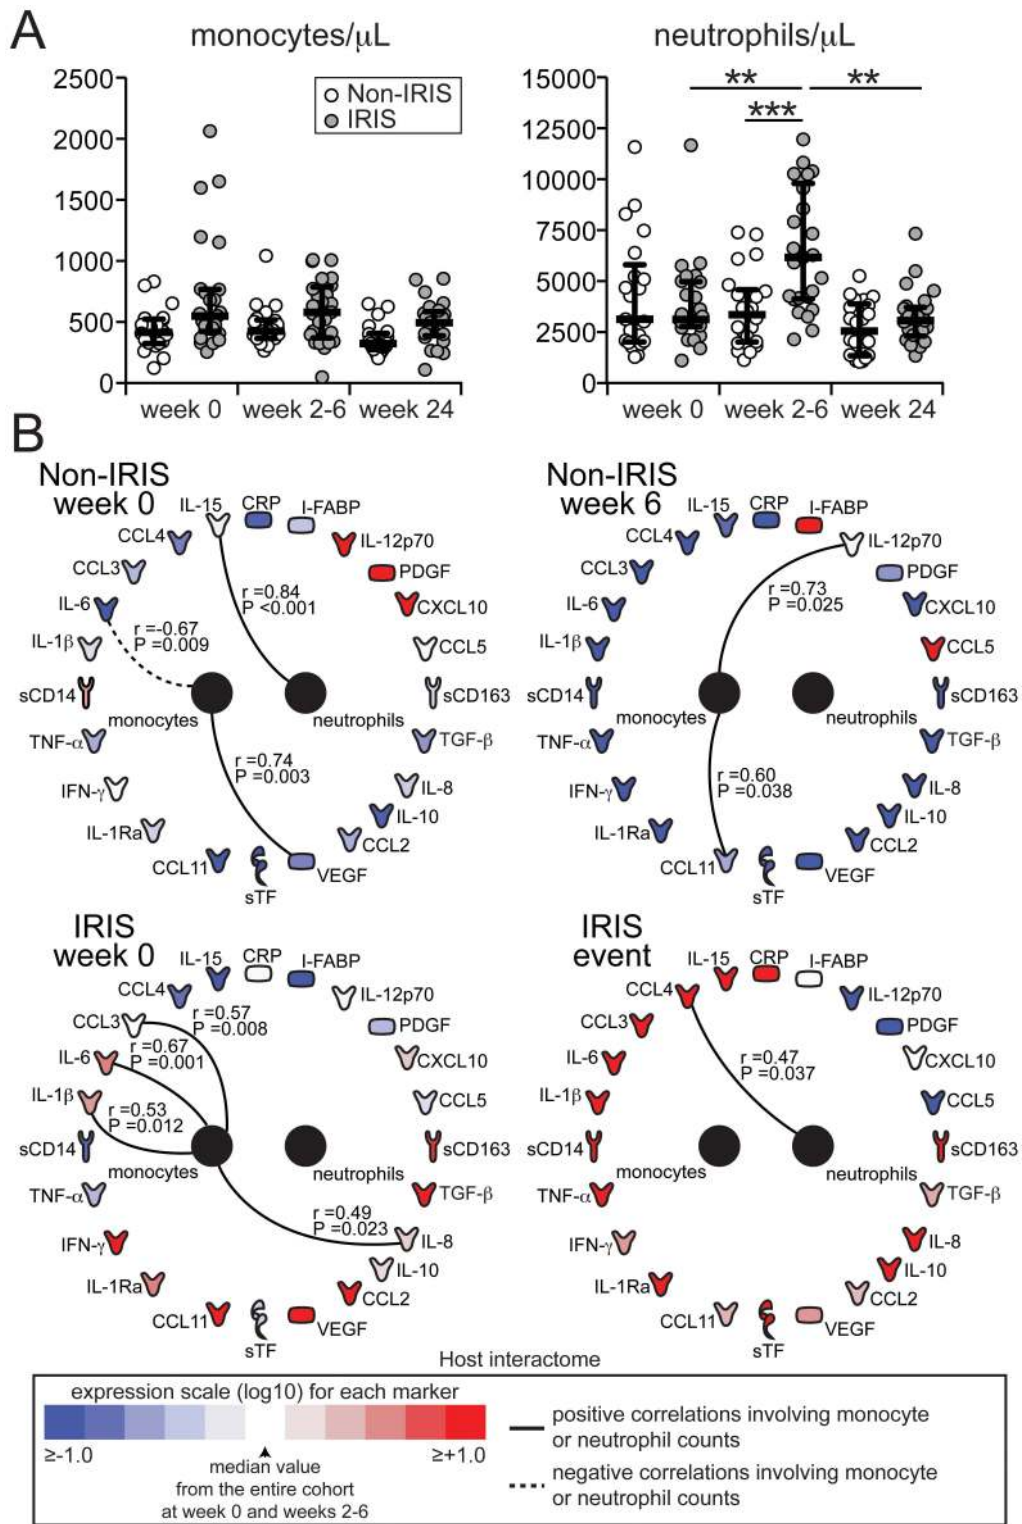 A
monocytes/μL
2500
2000
1500
1000
500
0
Non-IRIS
IRIS
week 0
week 2-6
week 24
neutrophils/μL
15000
12500
10000
7500
5000
2500
0
**
**
***
week 0
week 2-6
week 24
B
Non-IRIS
week 0
IL-15
CRP
I-FABP
CCL4
IL-12p70
CCL3
PDGF
IL-6
CXCL10
IL-1β
CCL5
sCD14
sCD163
TNF-α
TGF-β
IFN-γ
IL-8
IL-1Ra
IL-10
CCL11
CCL2
sTF
VEGF
monocytes
neutrophils
r =0.84
P <0.001
r =-0.67
P =0.009
r =0.74
P =0.003
Non-IRIS
week 6
IL-15
CRP
I-FABP
CCL4
IL-12p70
CCL3
PDGF
IL-6
CXCL10
IL-1β
CCL5
sCD14
sCD163
TNF-α
TGF-β
IFN-γ
IL-8
IL-1Ra
IL-10
CCL11
CCL2
sTF
VEGF
monocytes
neutrophils
r =0.73
P =0.025
r =0.60
P =0.038
IRIS
week 0
IL-15
CRP
I-FABP
CCL4
IL-12p70
CCL3
PDGF
IL-6
CXCL10
IL-1β
CCL5
sCD14
sCD163
TNF-α
TGF-β
IFN-γ
IL-8
IL-1Ra
IL-10
CCL11
CCL2
sTF
VEGF
monocytes
neutrophils
r =0.57
P =0.008
r =0.67
P =0.001
r =0.53
P =0.012
r =0.49
P =0.023
IRIS
event
IL-15
CRP
I-FABP
CCL4
IL-12p70
CCL3
PDGF
IL-6
CXCL10
IL-1β
CCL5
sCD14
sCD163
TNF-α
TGF-β
IFN-γ
IL-8
IL-1Ra
IL-10
CCL11
CCL2
sTF
VEGF
monocytes
neutrophils
r =0.47
P =0.037
Host interactome
expression scale (log10) for each marker
≥-1.0
≥+1.0
median value
from the entire cohort
at week 0 and weeks 2-6
positive correlations involving monocyte
or neutrophil counts
negative correlations involving monocyte
or neutrophil counts